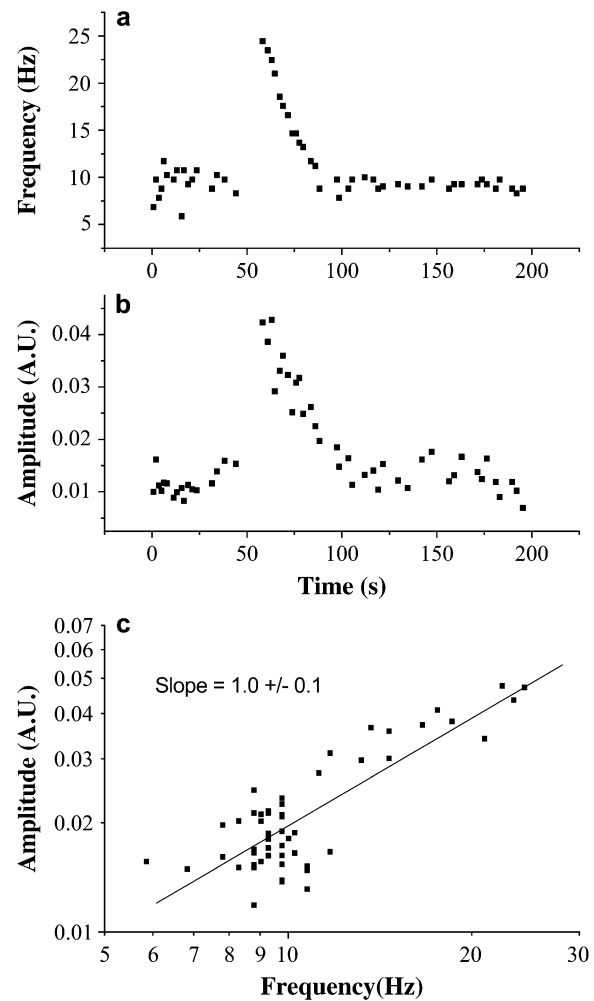 a
Frequency (Hz)
25
20
15
10
5
0 50 100 150 200
b
Amplitude (A.U.)
0.04
0.03
0.02
0.01
0 50 100 150 200
Time (s)
c
Amplitude (A.U.)
0.07
0.06
0.05
0.04
0.03
0.02
0.01
Slope = 1.0 +/- 0.1
5 6 7 8 9 10 20 30
Frequency(Hz)